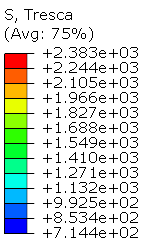 S, Tresca
(Avg: 75%)
+2.383e+03
+2.244e+03
+2.105e+03
+1.966e+03
+1.827e+03
+1.688e+03
+1.549e+03
+1.410e+03
+1.271e+03
+1.132e+03
+9.925e+02
+8.534e+02
+7.144e+02